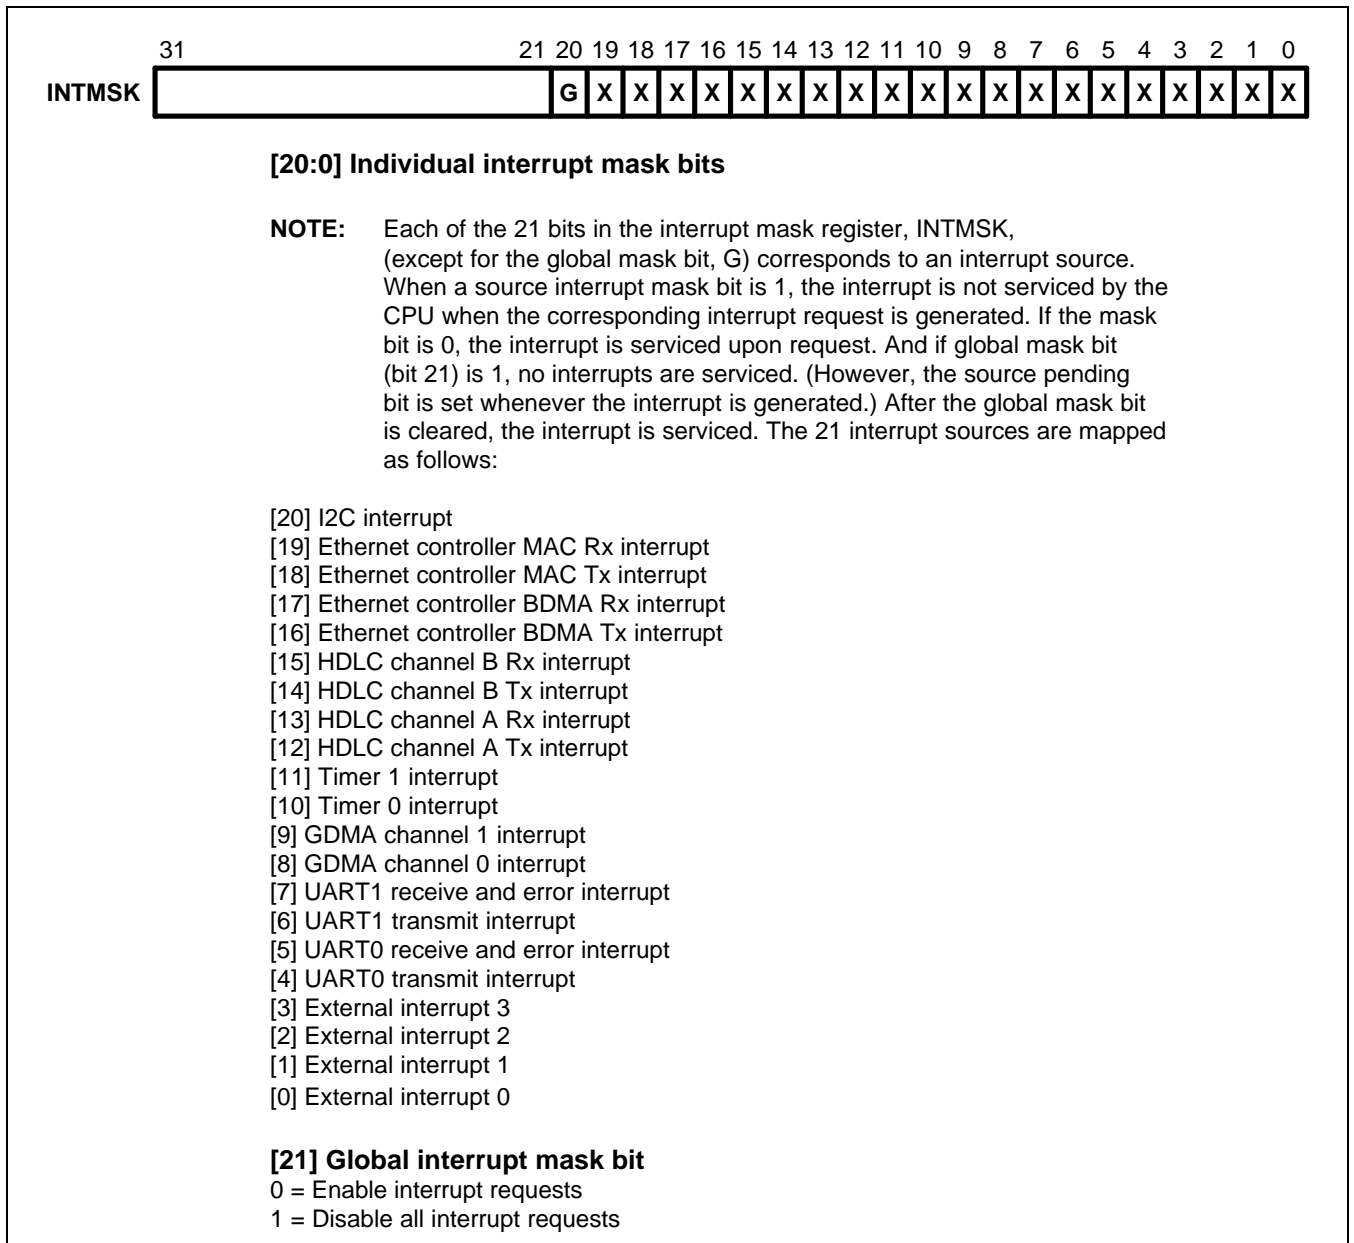 31 21 20 19 18 17 16 15 14 13 12 11 10 9 8 7 6 5 4 3 2 1 0
INTMSK G X X X X X X X X X X X X X X X X X X X X
[20:0] Individual interrupt mask bits
NOTE: Each of the 21 bits in the interrupt mask register, INTMSK,
(except for the global mask bit, G) corresponds to an interrupt source.
When a source interrupt mask bit is 1, the interrupt is not serviced by the
CPU when the corresponding interrupt request is generated. If the mask
bit is 0, the interrupt is serviced upon request. And if global mask bit
(bit 21) is 1, no interrupts are serviced. (However, the source pending
bit is set whenever the interrupt is generated.) After the global mask bit
is cleared, the interrupt is serviced. The 21 interrupt sources are mapped
as follows:
[20] I2C interrupt
[19] Ethernet controller MAC Rx interrupt
[18] Ethernet controller MAC Tx interrupt
[17] Ethernet controller BDMA Rx interrupt
[16] Ethernet controller BDMA Tx interrupt
[15] HDLC channel B Rx interrupt
[14] HDLC channel B Tx interrupt
[13] HDLC channel A Rx interrupt
[12] HDLC channel A Tx interrupt
[11] Timer 1 interrupt
[10] Timer 0 interrupt
[9] GDMA channel 1 interrupt
[8] GDMA channel 0 interrupt
[7] UART1 receive and error interrupt
[6] UART1 transmit interrupt
[5] UART0 receive and error interrupt
[4] UART0 transmit interrupt
[3] External interrupt 3
[2] External interrupt 2
[1] External interrupt 1
[0] External interrupt 0
[21] Global interrupt mask bit
0 = Enable interrupt requests
1 = Disable all interrupt requests